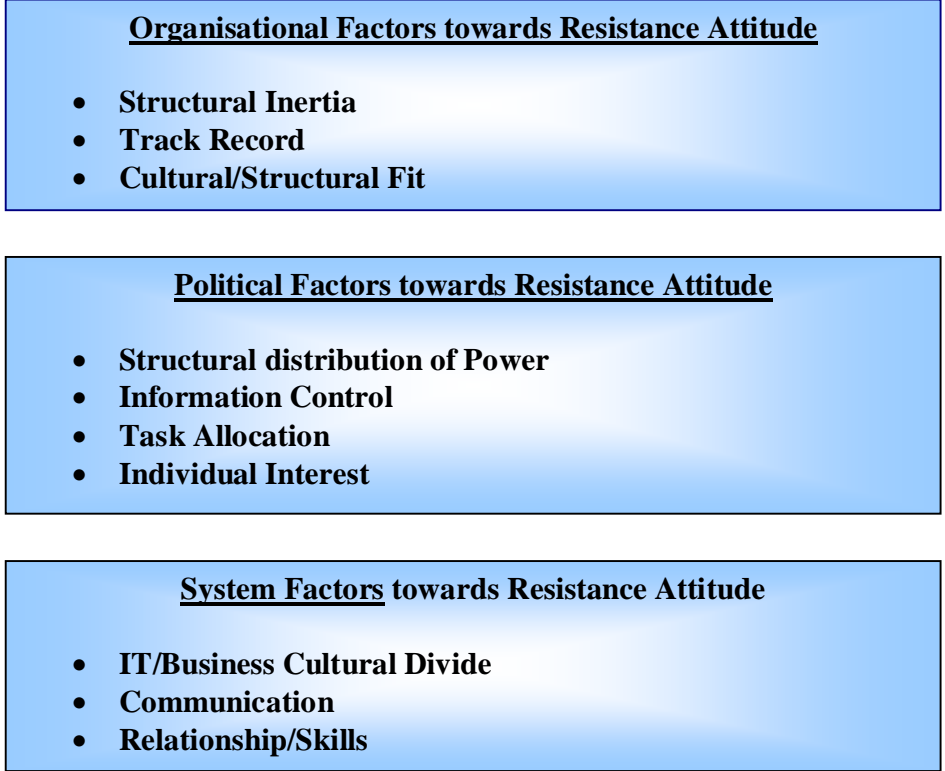 Organisational Factors towards Resistance Attitude
• Structural Inertia
• Track Record
• Cultural/Structural Fit
Political Factors towards Resistance Attitude
• Structural distribution of Power
• Information Control
• Task Allocation
• Individual Interest
System Factors towards Resistance Attitude
• IT/Business Cultural Divide
• Communication
• Relationship/Skills